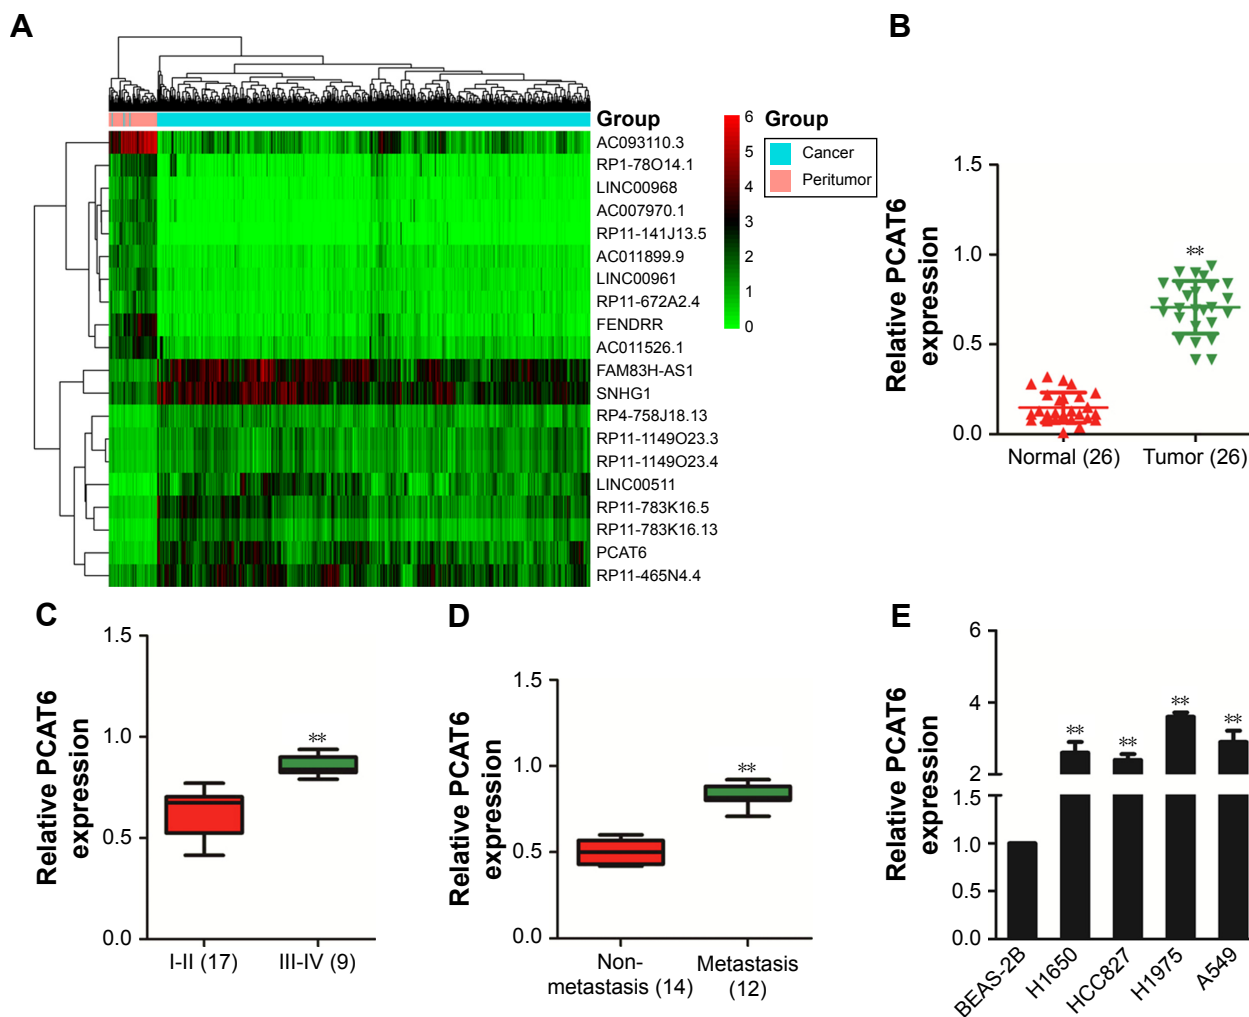 A
Group
AC093110.3
RP1-78O14.1
LINC00968
AC007970.1
RP11-141J13.5
AC011899.9
LINC00961
RP11-672A2.4
FENDRR
AC011526.1
FAM83H-AS1
SNHG1
RP4-758J18.13
RP11-1149O23.3
RP11-1149O23.4
LINC00511
RP11-783K16.5
RP11-783K16.13
PCAT6
RP11-465N4.4
6
5
4
3
2
1
0
Group
Cancer
Peritumor
B
Relative PCAT6
expression
1.5
1.0
0.5
0.0
**
Normal (26)
Tumor (26)
C
Relative PCAT6
expression
1.5
1.0
0.5
0.0
**
I-II (17)
III-IV (9)
D
Relative PCAT6
expression
1.5
1.0
0.5
0.0
**
Non-
metastasis (14)
Metastasis
(12)
E
Relative PCAT6
expression
6
4
2
1.5
1.0
0.5
0.0
**
**
**
**
BEAS-2B
H1650
HCC827
H1975
A549